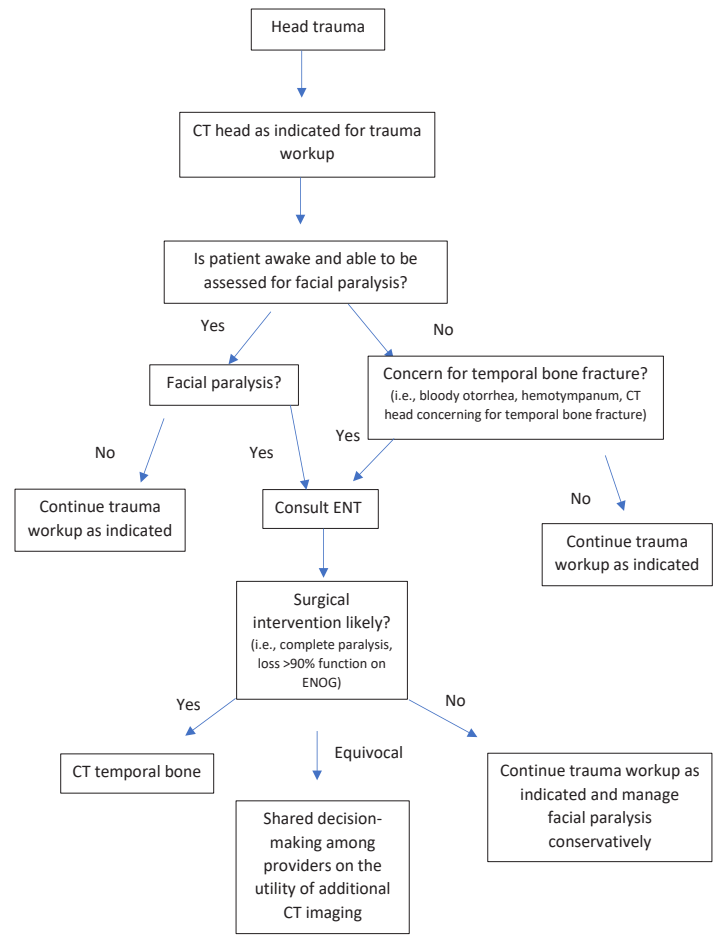 Head trauma
CT head as indicated for trauma
workup
Is patient awake and able to be
assessed for facial paralysis?
Yes
No
Facial paralysis?
Concern for temporal bone fracture?
(i.e., bloody otorrhea, hemotympanum, CT
head concerning for temporal bone fracture)
No
Yes
Yes
No
Continue trauma
workup as indicated
Consult ENT
Continue trauma
workup as indicated
Surgical
intervention likely?
(i.e., complete paralysis,
loss >90% function on
ENOG)
Yes
Equivocal
No
CT temporal bone
Shared decision-
making among
providers on the
utility of additional
CT imaging
Continue trauma workup as
indicated and manage
facial paralysis
conservatively